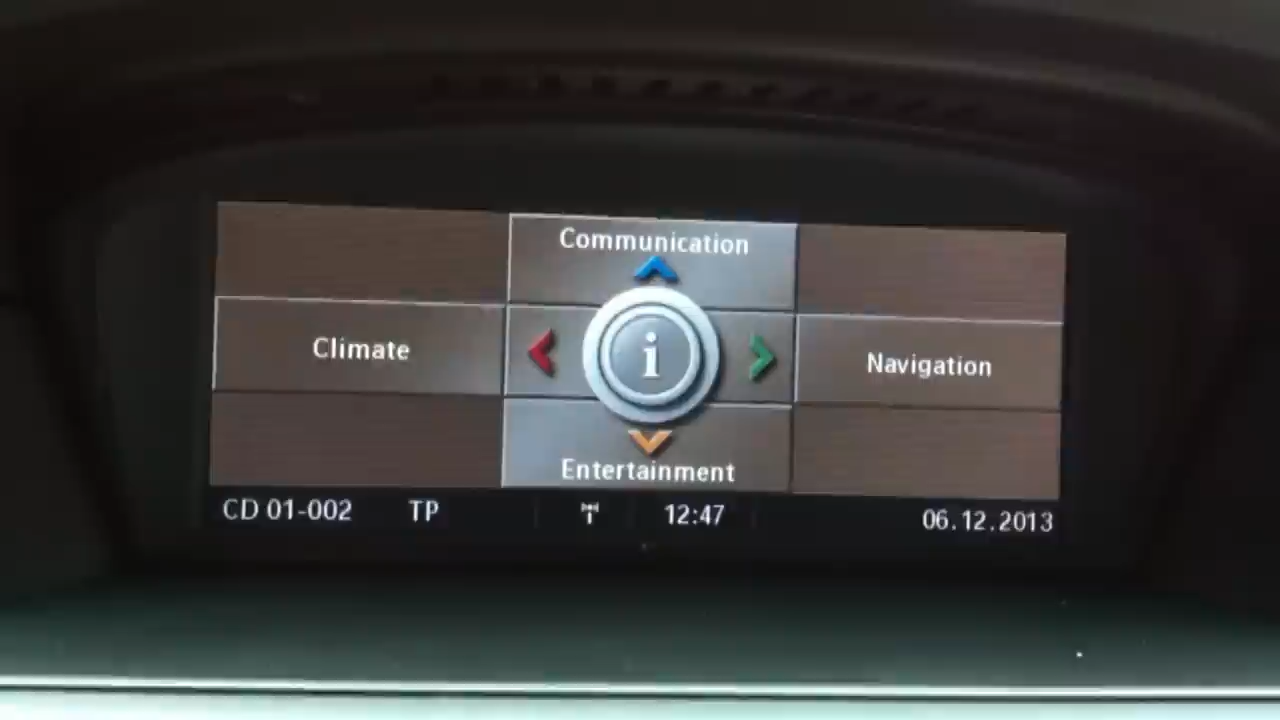 Communication
Climate
i
Navigation
Entertainment
CD 01-002 TP 12:47 06.12.2013